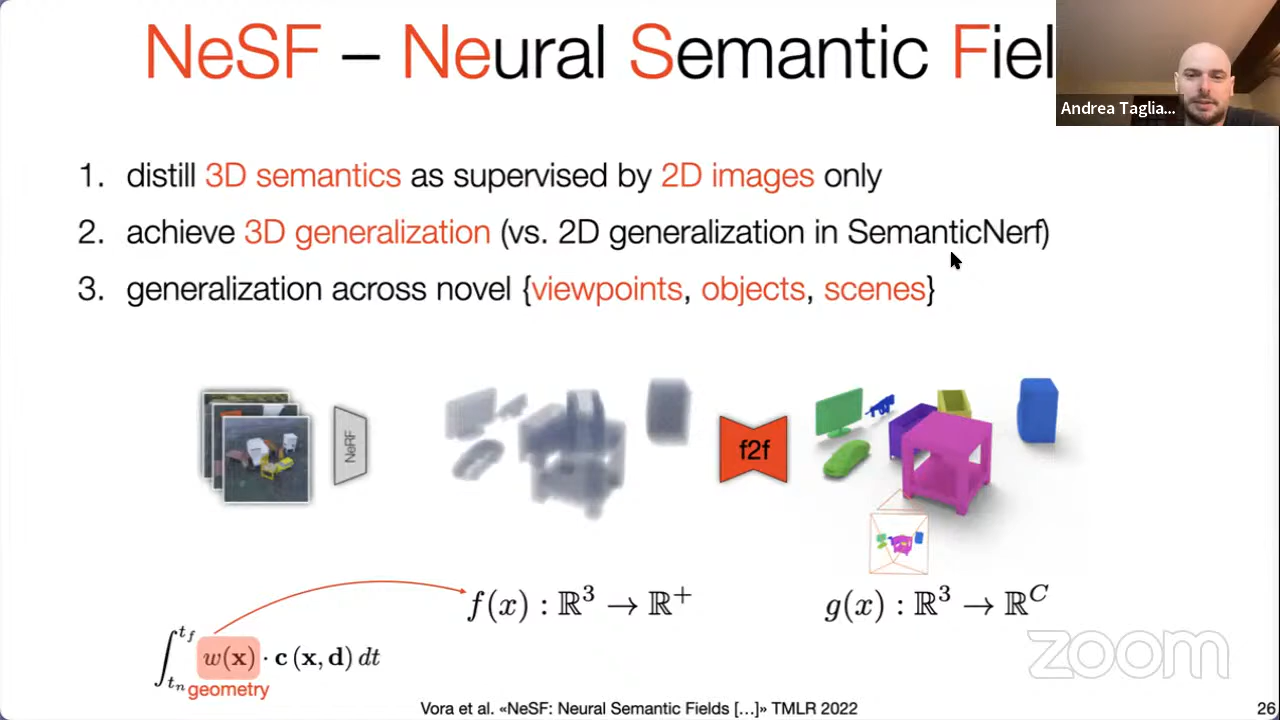 NeSF – Neural Semantic Fiel
Andrea Taglia...
1. distill 3D semantics as supervised by 2D images only
2. achieve 3D generalization (vs. 2D generalization in SemanticNerf)
3. generalization across novel {viewpoints, objects, scenes}
NeRF
f2f
f(x) : ℝ³ → ℝ⁺
g(x) : ℝ³ → ℝᶜ
∫_{t_n}^{t_f} w(𝐱) · 𝐜 (𝐱, 𝐝) dt
geometry
zoom
Vora et al. «NeSF: Neural Semantic Fields [...]» TMLR 2022
26